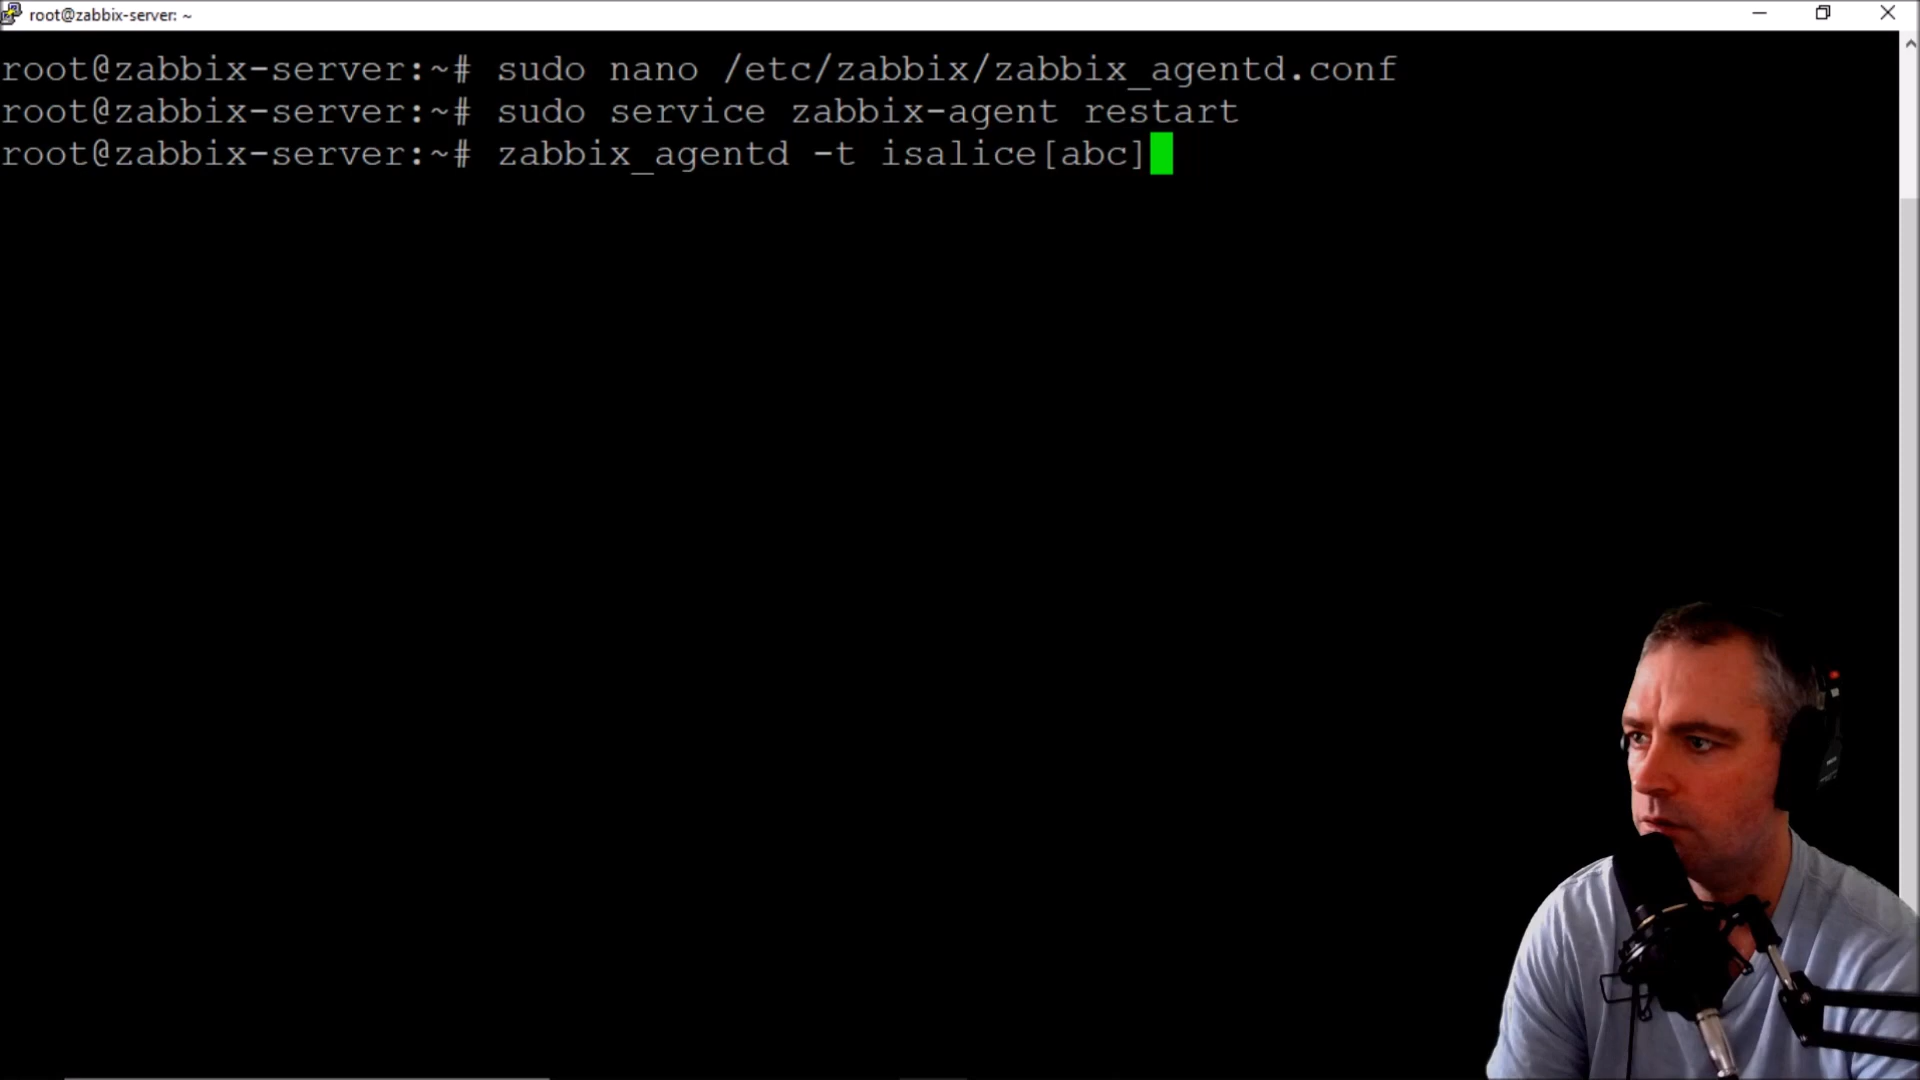 root@zabbix-server: ~
root@zabbix-server:~# sudo nano /etc/zabbix/zabbix_agentd.conf
root@zabbix-server:~# sudo service zabbix-agent restart
root@zabbix-server:~# zabbix_agentd -t isalice[abc]